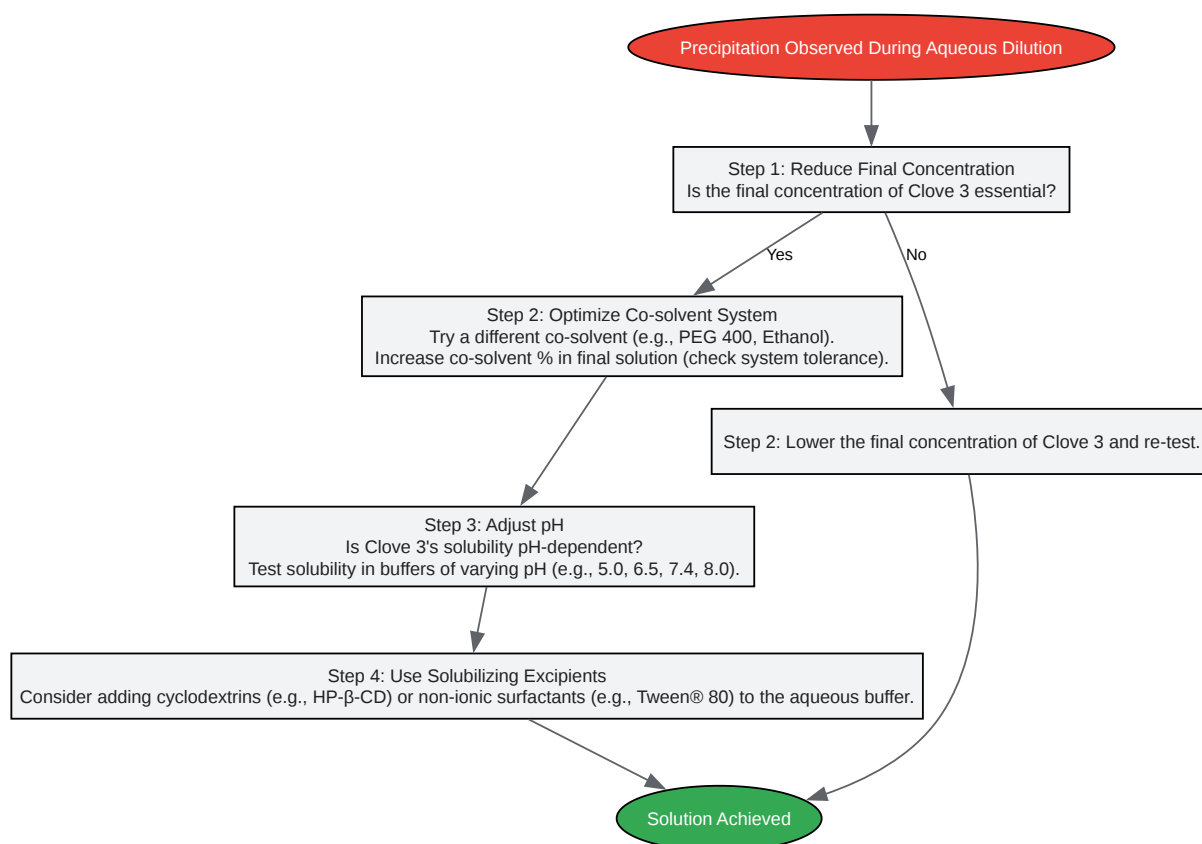 Precipitation Observed During Aqueous Dilution
Step 1: Reduce Final Concentration
Is the final concentration of Clove 3 essential?
Yes
No
Step 2: Optimize Co-solvent System
Try a different co-solvent (e.g., PEG 400, Ethanol).
Increase co-solvent % in final solution (check system tolerance).
Step 2: Lower the final concentration of Clove 3 and re-test.
Step 3: Adjust pH
Is Clove 3's solubility pH-dependent?
Test solubility in buffers of varying pH (e.g., 5.0, 6.5, 7.4, 8.0).
Step 4: Use Solubilizing Excipients
Consider adding cyclodextrins (e.g., HP-β-CD) or non-ionic surfactants (e.g., Tween® 80) to the aqueous buffer.
Solution Achieved